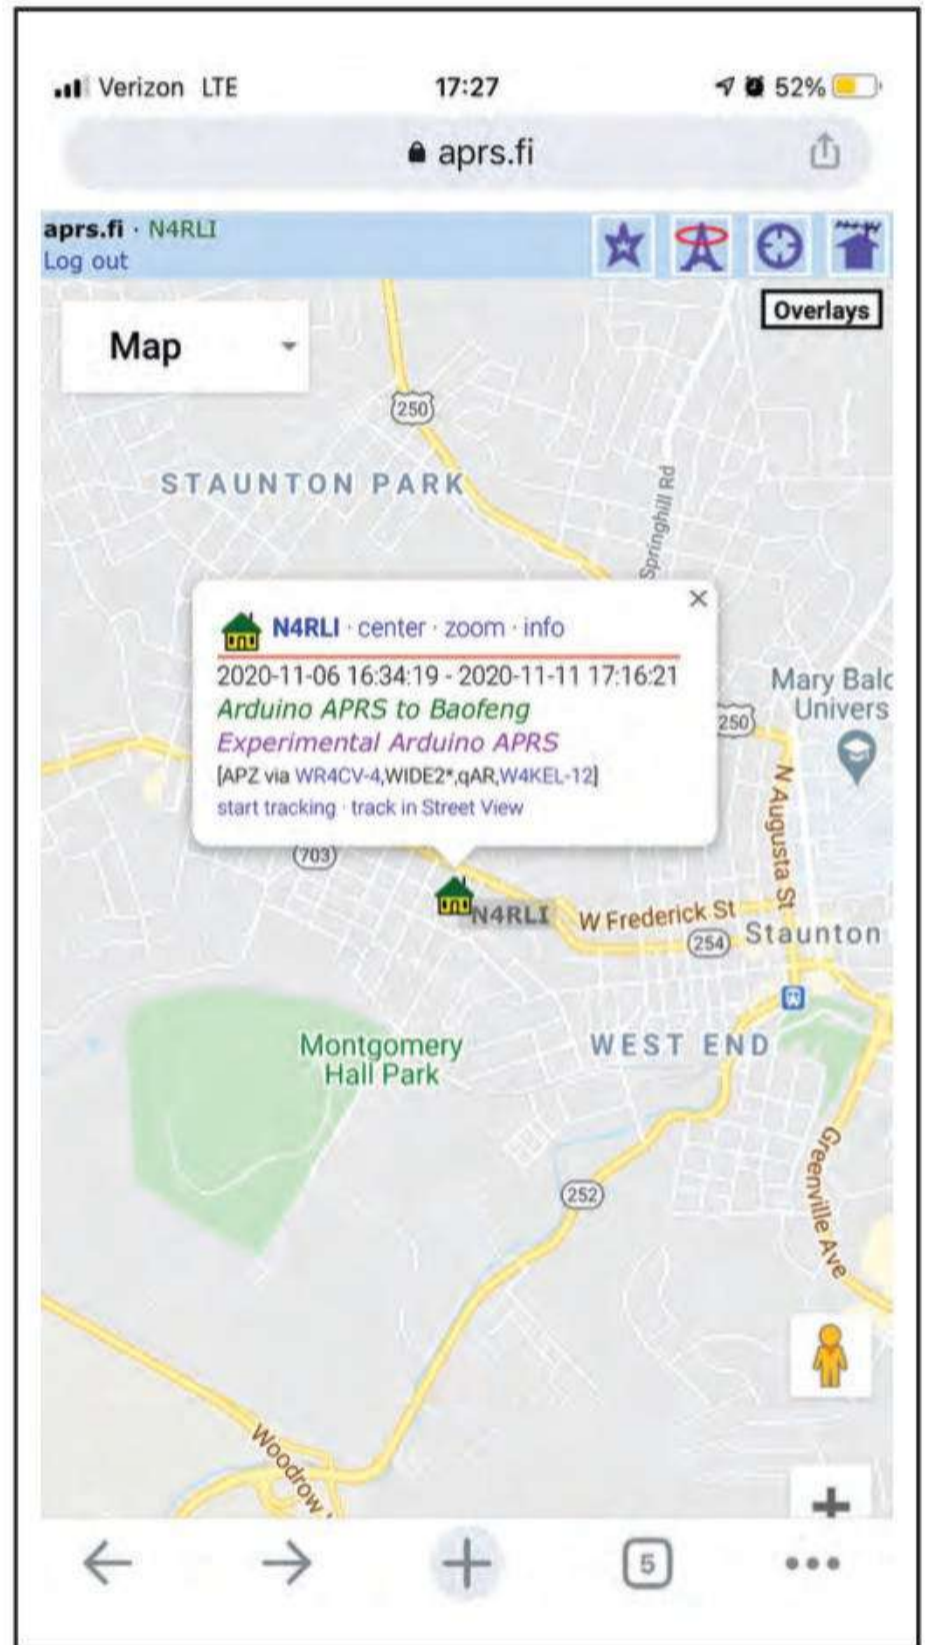 Verizon LTE 17:27 52%
aprs.fi
aprs.fi · N4RLI
Log out
Overlays
Map
250
STAUNTON PARK
Springhill Rd
N4RLI · center · zoom · info
2020-11-06 16:34:19 - 2020-11-11 17:16:21
Arduino APRS to Baofeng
Experimental Arduino APRS
[APZ via WR4CV-4,WIDE2*,qAR,W4KEL-12]
start tracking · track in Street View
Mary Balc
Univers
250
N Augusta St
703
N4RLI
W Frederick St
254
Staunton
Montgomery
Hall Park
WEST END
252
Greenville Ave
Woodrow
5